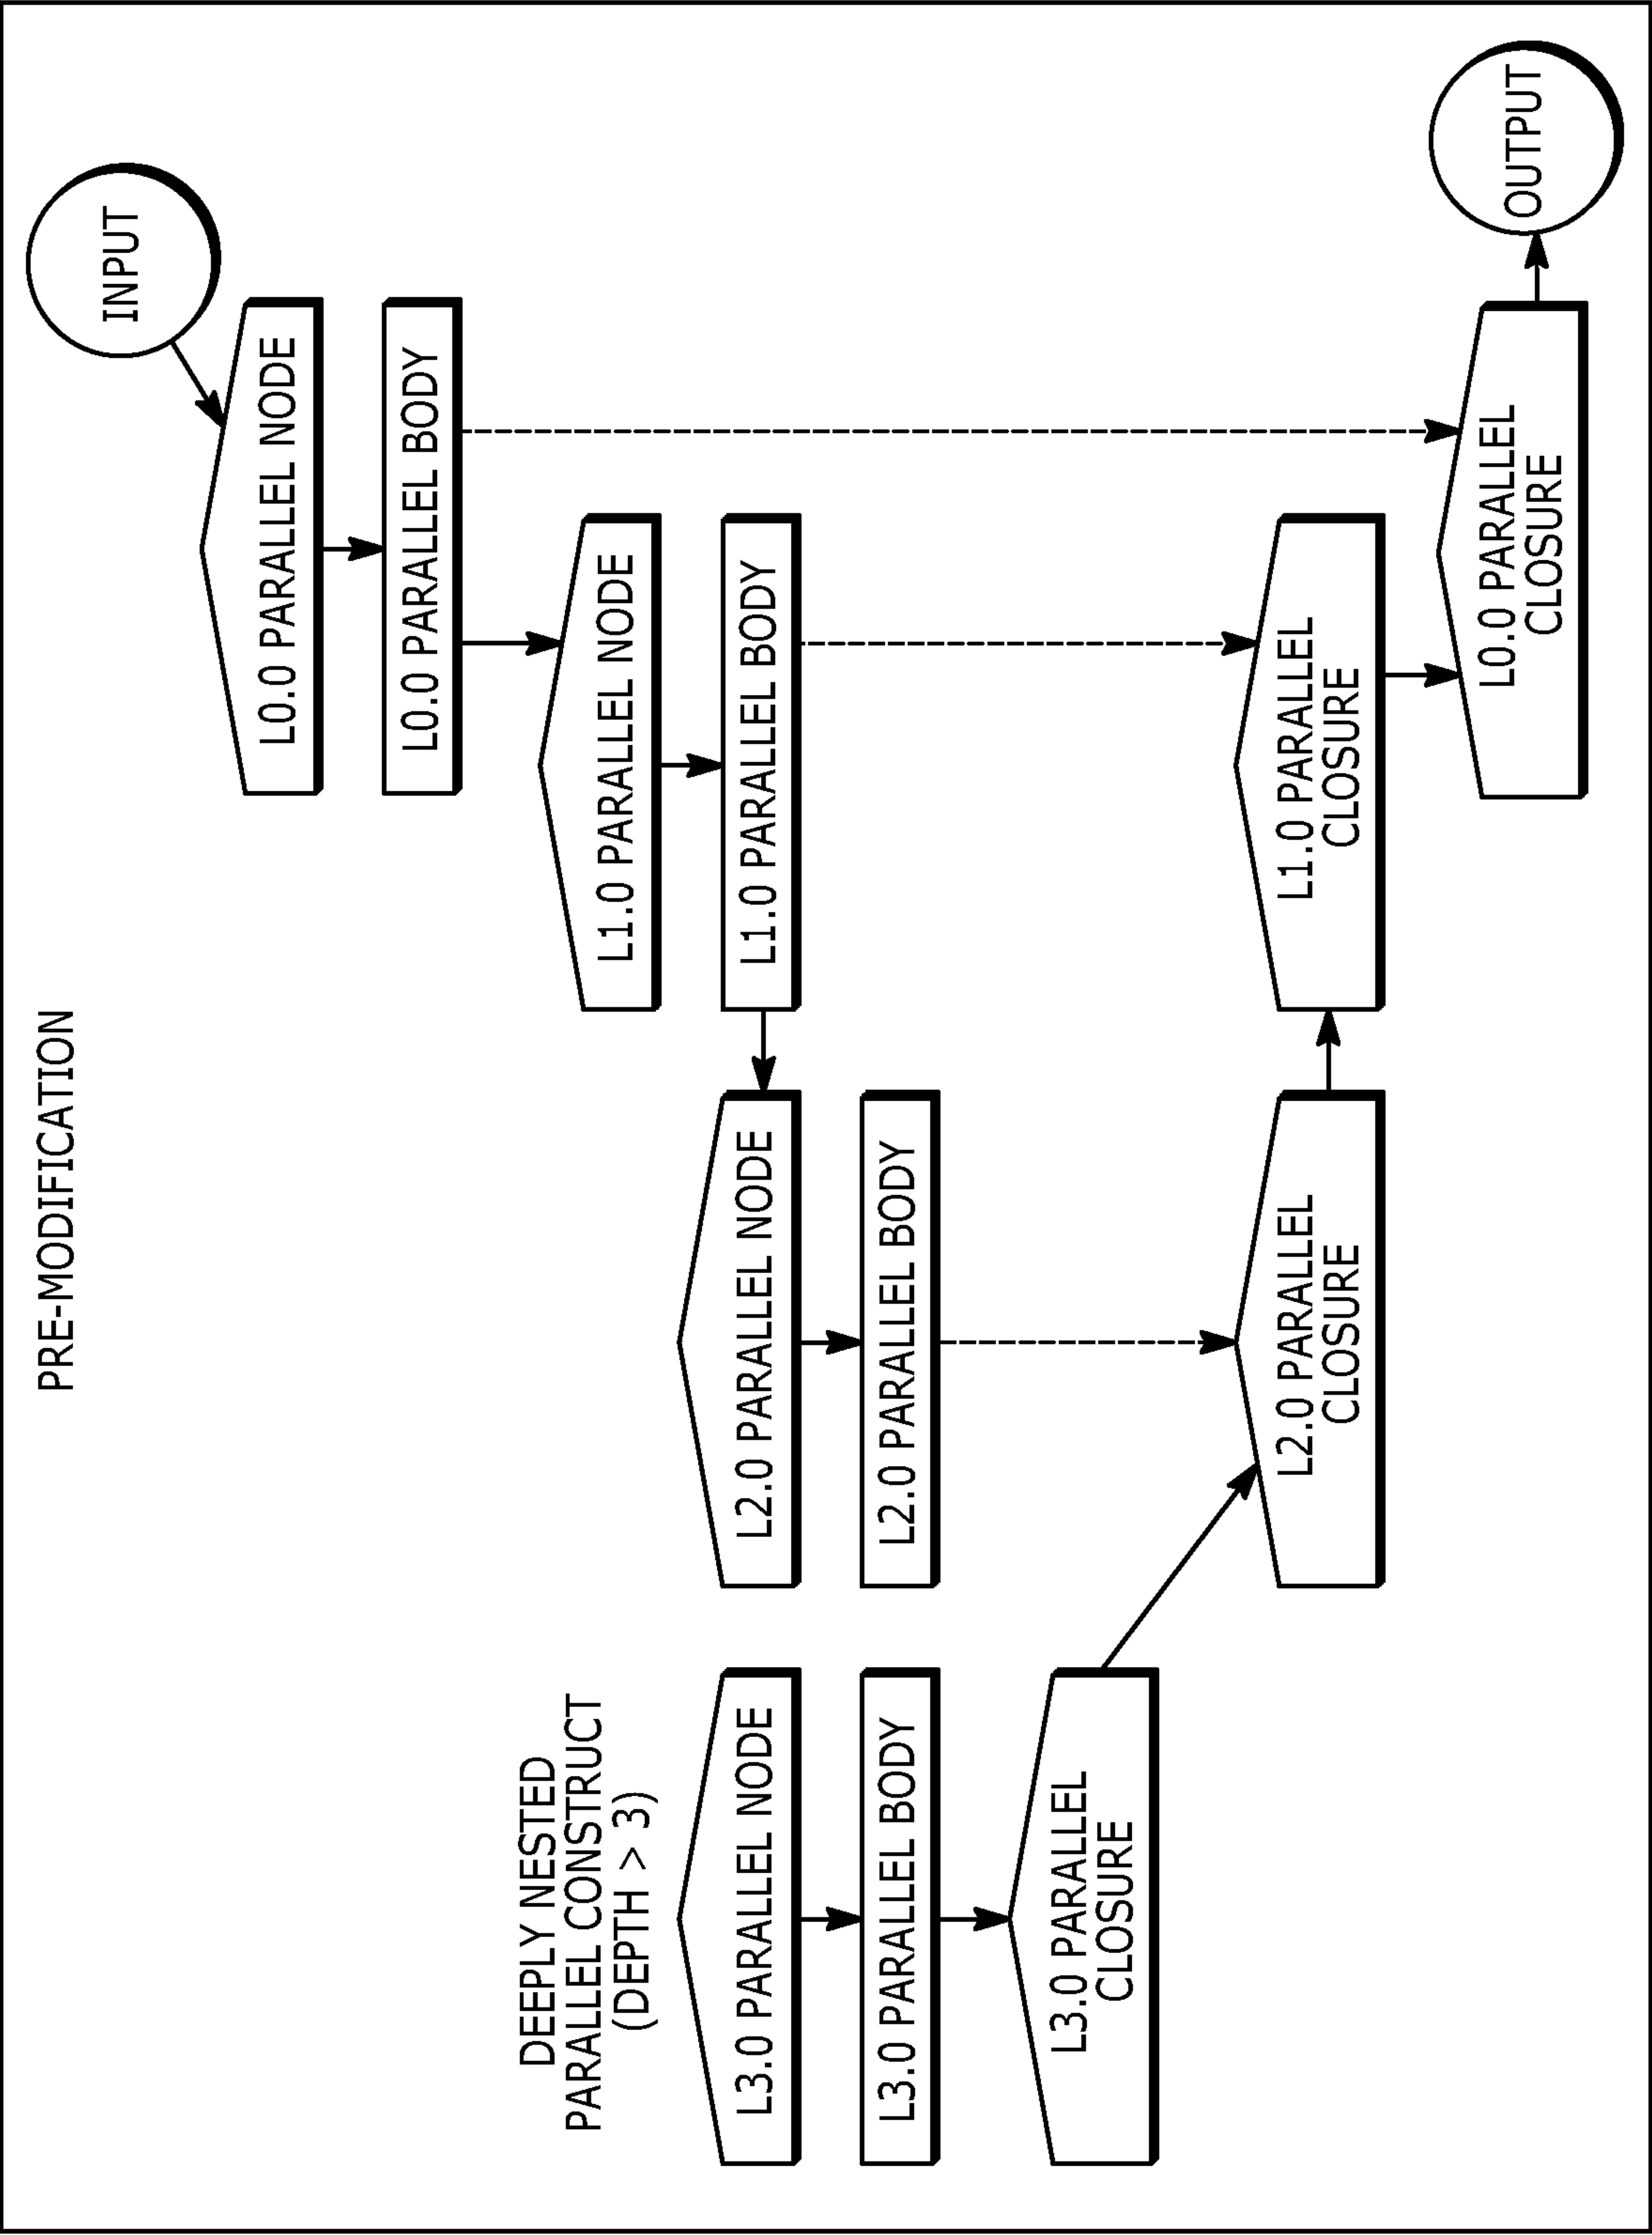 PRE-MODIFICATION
INPUT
L0.0 PARALLEL NODE
L0.0 PARALLEL BODY
L1.0 PARALLEL NODE
L1.0 PARALLEL BODY
L2.0 PARALLEL NODE
L2.0 PARALLEL BODY
DEEPLY NESTED
PARALLEL CONSTRUCT
(DEPTH > 3)
L3.0 PARALLEL NODE
L3.0 PARALLEL BODY
L3.0 PARALLEL
CLOSURE
L2.0 PARALLEL
CLOSURE
L1.0 PARALLEL
CLOSURE
L0.0 PARALLEL
CLOSURE
OUTPUT